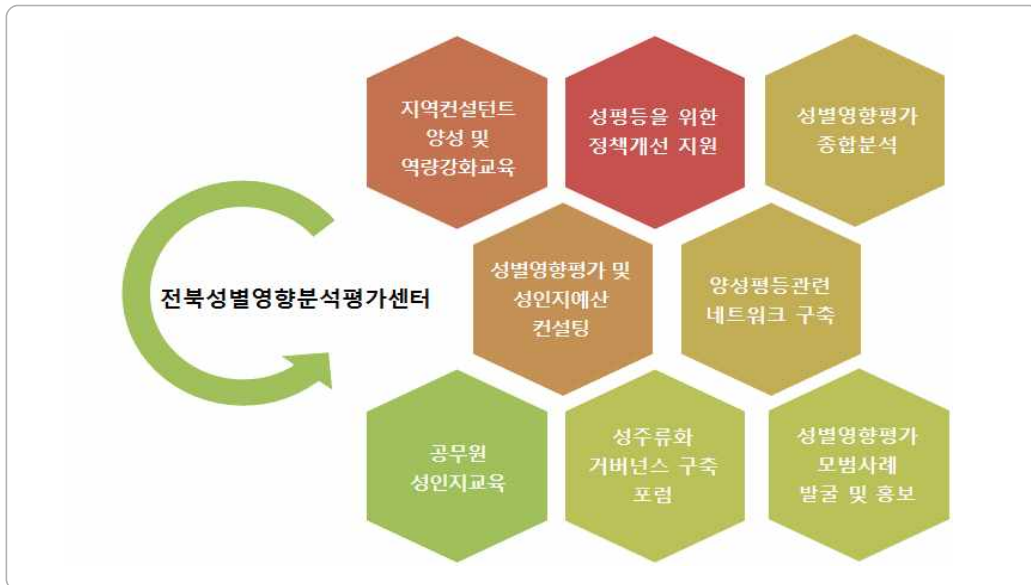 지역컨설턴트
양성 및
역량강화교육
성평등을 위한
정책개선 지원
성별영향평가
종합분석
전북성별영향분석평가센터
성별영향평가 및
성인지예산
컨설팅
양성평등관련
네트워크 구축
공무원
성인지교육
성주류화
거버넌스 구축
포럼
성별영향평가
모범사례
발굴 및 홍보